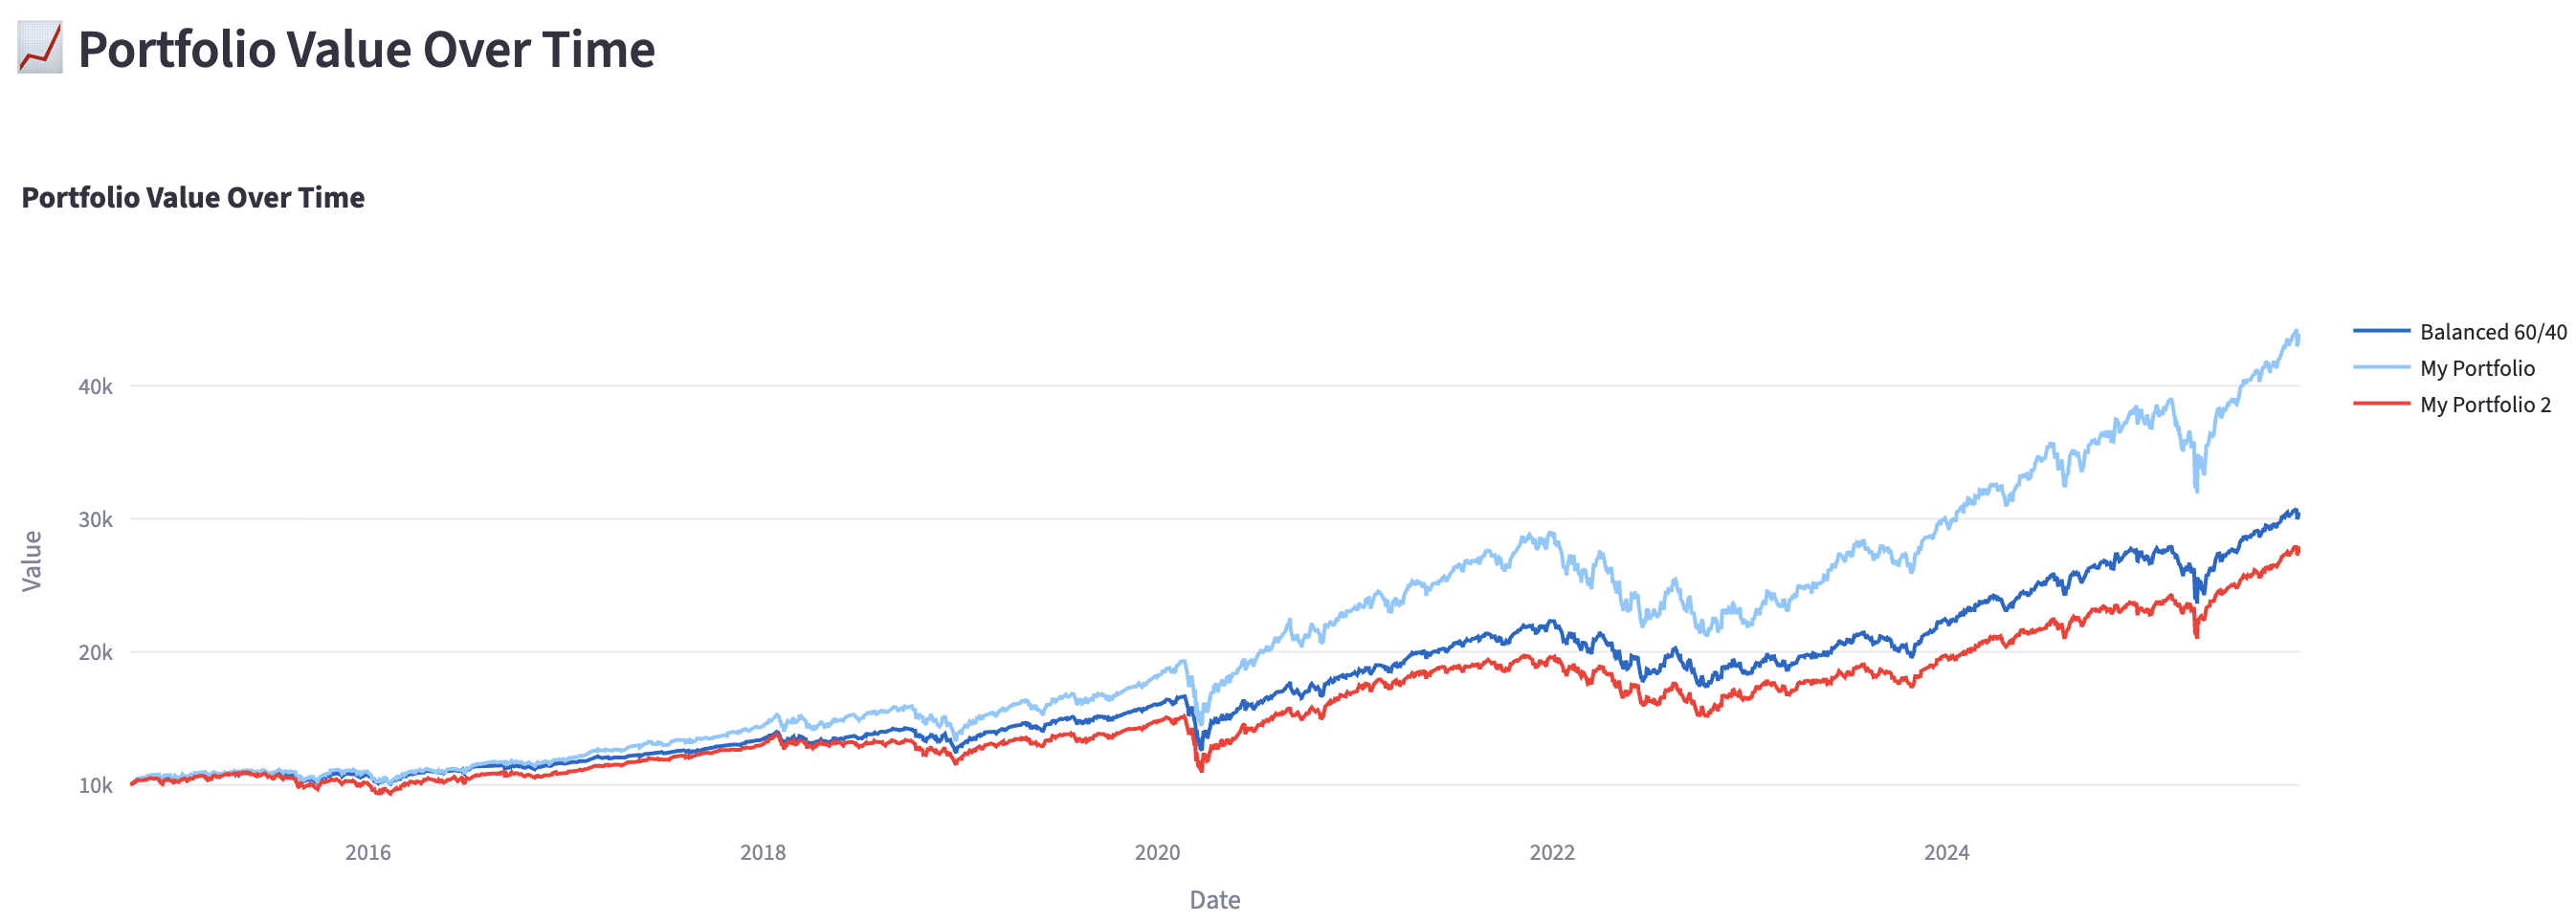 Portfolio Value Over Time
Portfolio Value Over Time
Balanced 60/40
My Portfolio
My Portfolio 2
40k
30k
20k
10k
Value
2016
2018
2020
2022
2024
Date